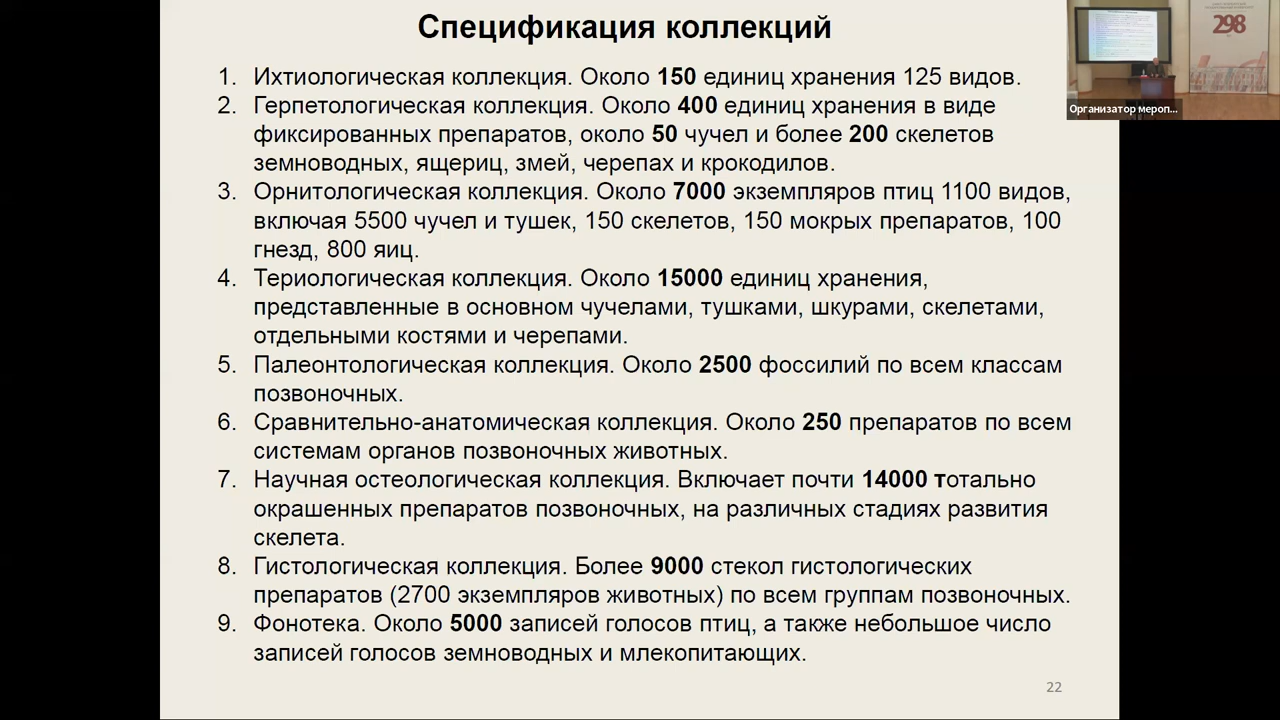 Спецификация коллекций
1. Ихтиологическая коллекция. Около 150 единиц хранения 125 видов.
2. Герпетологическая коллекция. Около 400 единиц хранения в виде
фиксированных препаратов, около 50 чучел и более 200 скелетов
земноводных, ящериц, змей, черепах и крокодилов.
3. Орнитологическая коллекция. Около 7000 экземпляров птиц 1100 видов,
включая 5500 чучел и тушек, 150 скелетов, 150 мокрых препаратов, 100
гнезд, 800 яиц.
4. Териологическая коллекция. Около 15000 единиц хранения,
представленные в основном чучелами, тушками, шкурами, скелетами,
отдельными костями и черепами.
5. Палеонтологическая коллекция. Около 2500 фоссилий по всем классам
позвоночных.
6. Сравнительно-анатомическая коллекция. Около 250 препаратов по всем
системам органов позвоночных животных.
7. Научная остеологическая коллекция. Включает почти 14000 тотально
окрашенных препаратов позвоночных, на различных стадиях развития
скелета.
8. Гистологическая коллекция. Более 9000 стекол гистологических
препаратов (2700 экземпляров животных) по всем группам позвоночных.
9. Фонотека. Около 5000 записей голосов птиц, а также небольшое число
записей голосов земноводных и млекопитающих.
22
298
Организатор мероп...